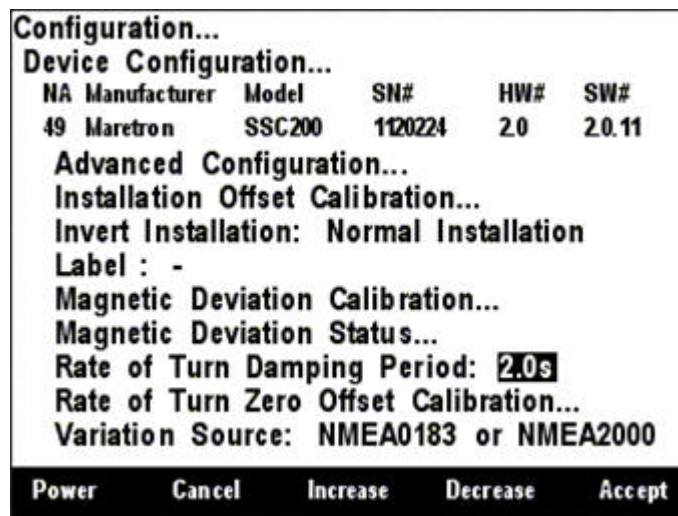 Configuration...
Device Configuration...
NA Manufacturer Model SN# HW# SW#
49 Maretron SSC200 1120224 2.0 2.0.11
Advanced Configuration...
Installation Offset Calibration...
Invert Installation: Normal Installation
Label : -
Magnetic Deviation Calibration...
Magnetic Deviation Status...
Rate of Turn Damping Period: 2.0s
Rate of Turn Zero Offset Calibration...
Variation Source: NMEA0183 or NMEA2000
Power Cancel Increase Decrease Accept